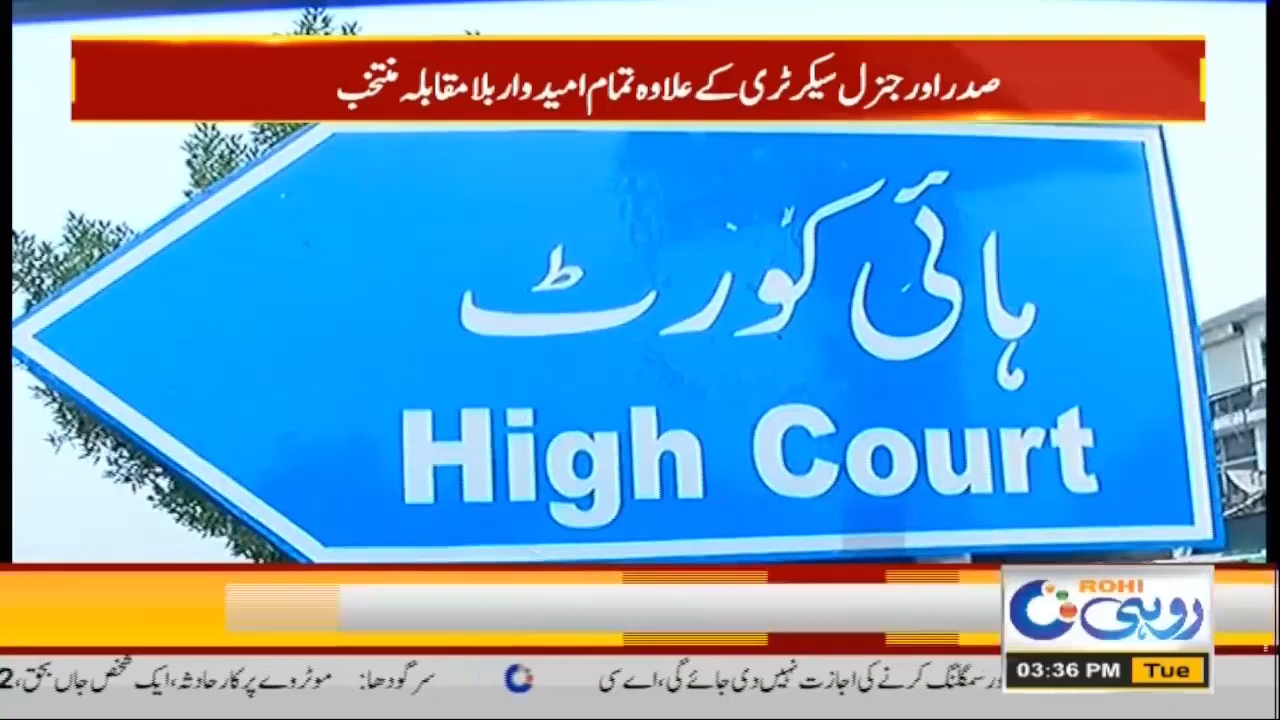 صدر اور جنرل سیکرٹری کے علاوہ تمام امیدوار بلا مقابلہ منتخب
ہائی کورٹ
High Court
ROHI
روہی
03:36 PM Tue
سمگلنگ کرنے کی اجازت نہیں دی جائے گی، اے سی
سرگودھا: موٹروے پر کار حادثہ، ایک شخص جاں بحق، 2